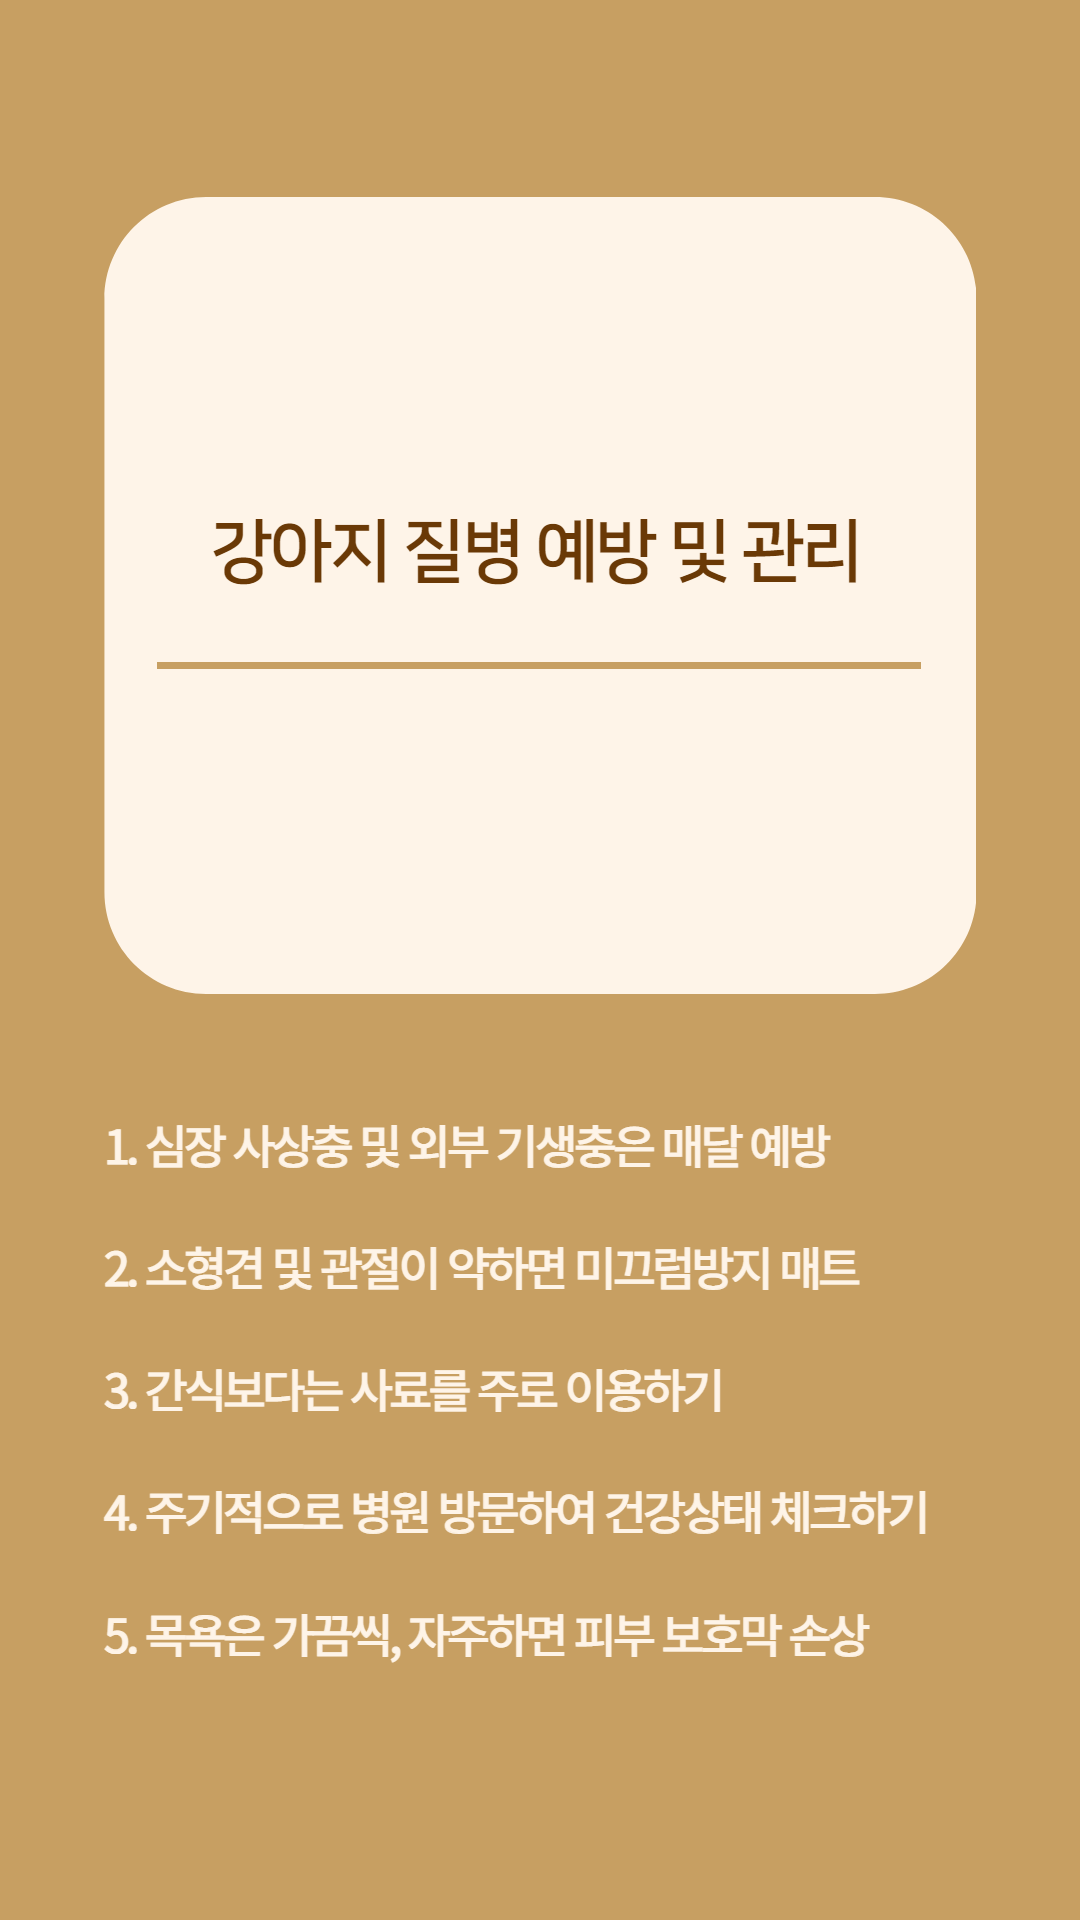 강아지 질병 예방 및 관리
1. 심장 사상충 및 외부 기생충은 매달 예방
2. 소형견 및 관절이 약하면 미끄럼방지 매트
3. 간식보다는 사료를 주로 이용하기
4. 주기적으로 병원 방문하여 건강상태 체크하기
5. 목욕은 가끔씩, 자주하면 피부 보호막 손상